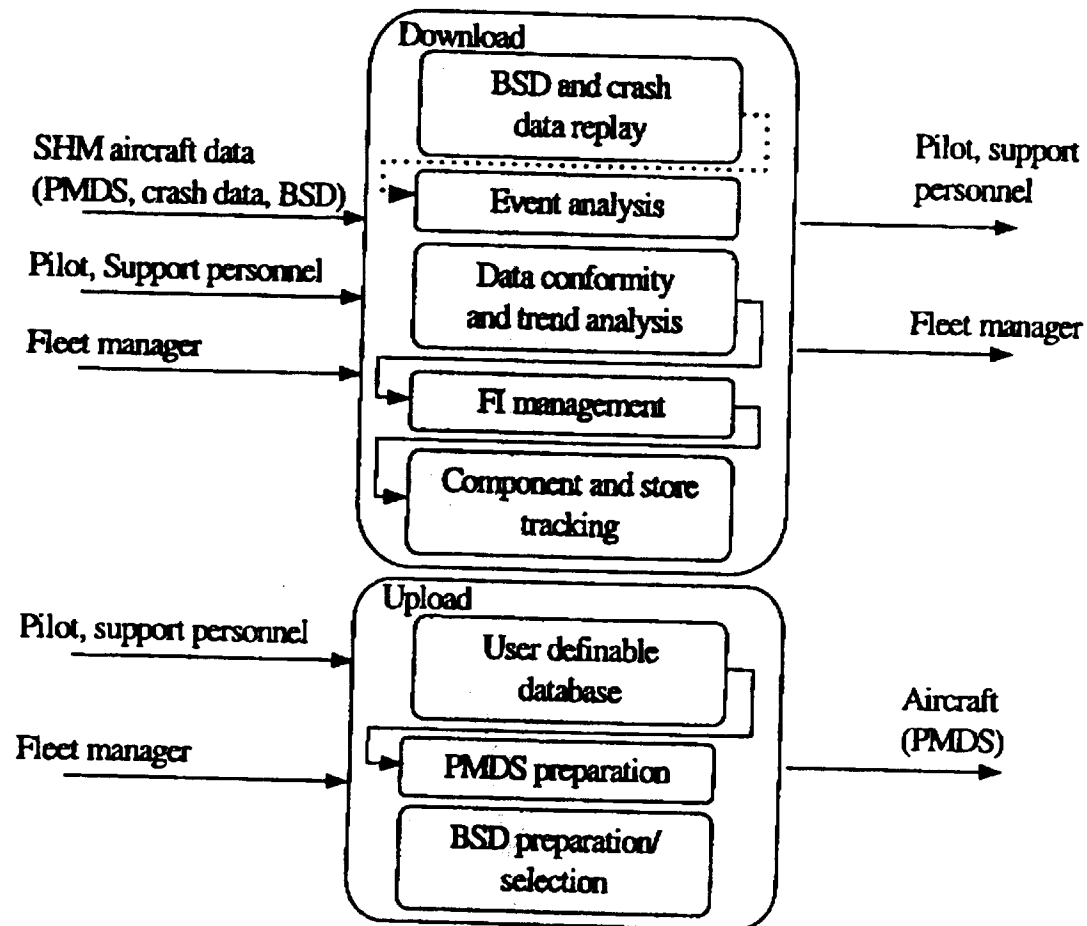 Download
BSD and crash
data replay
SHM aircraft data
(PMDS, crash data, BSD)
Pilot, support
personnel
Event analysis
Pilot, Support personnel
Data conformity
and trend analysis
Fleet manager
Fleet manager
FI management
Component and store
tracking
Upload
Pilot, support personnel
User definable
database
Aircraft
(PMDS)
Fleet manager
PMDS preparation
BSD preparation/
selection